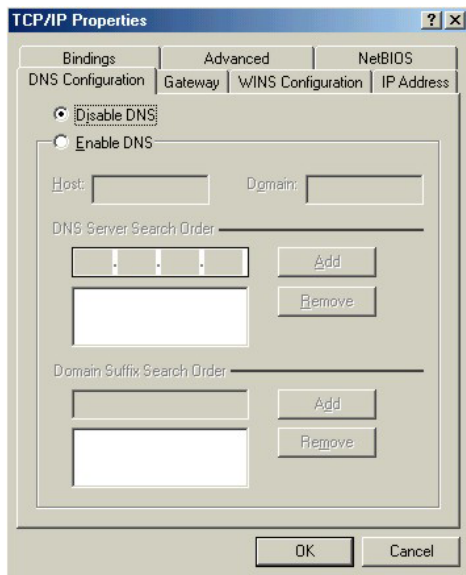 TCP/IP Properties
Bindings Advanced NetBIOS
DNS Configuration Gateway WINS Configuration IP Address
Disable DNS
Enable DNS
Host: Domain:
DNS Server Search Order
. . .
Add
Remove
Domain Suffix Search Order
Add
Remove
OK Cancel